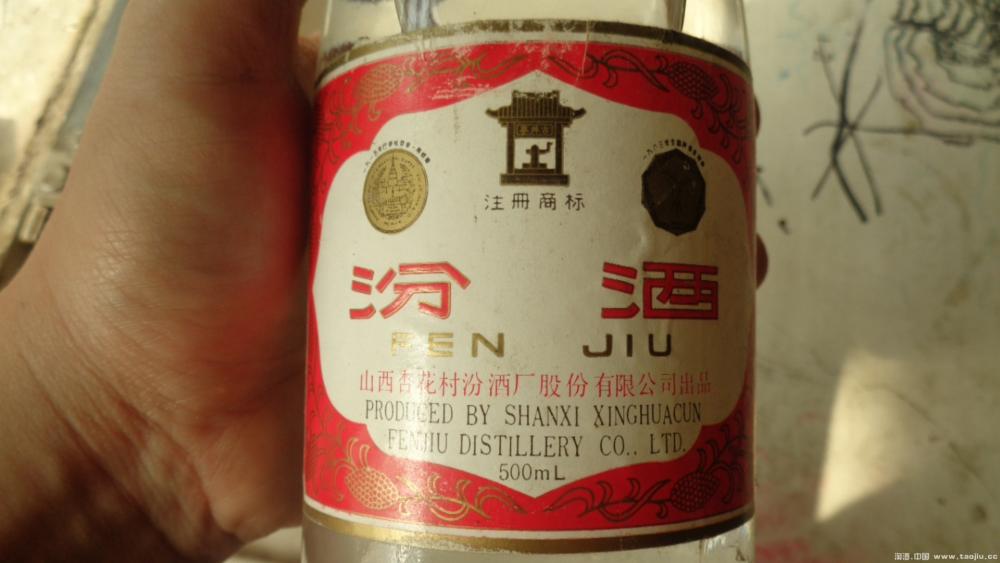 注册商标
汾酒
FEN JIU
山西杏花村汾酒厂股份有限公司出品
PRODUCED BY SHANXI XINGHUACUN
FENJIU DISTILLERY CO., LTD.
500mL
淘酒.中国 www.taojiu.cc